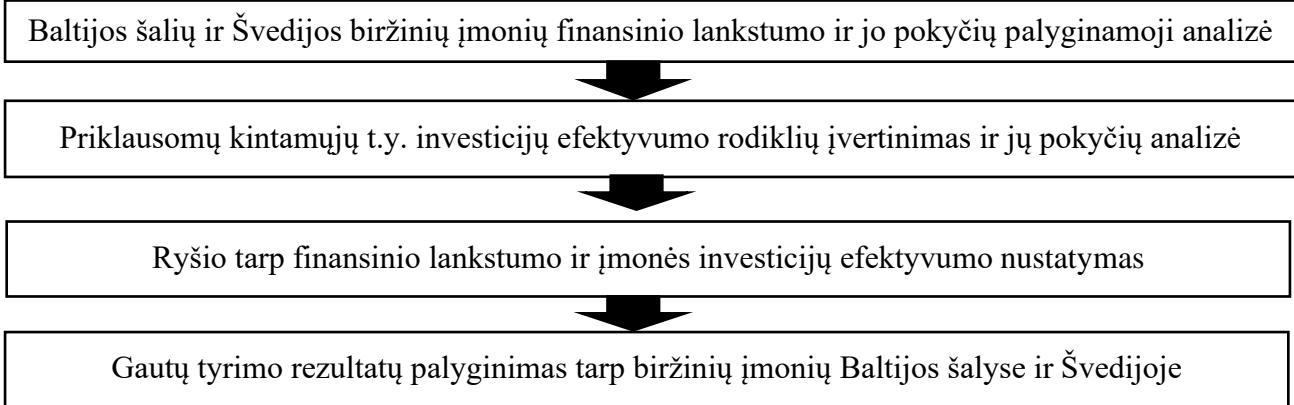 Baltijos šalių ir Švedijos biržinių įmonių finansinio lankstumo ir jo pokyčių palyginamoji analizė
Priklausomų kintamųjų t.y. investicijų efektyvumo rodiklių įvertinimas ir jų pokyčių analizė
Ryšio tarp finansinio lankstumo ir įmonės investicijų efektyvumo nustatymas
Gautų tyrimo rezultatų palyginimas tarp biržinių įmonių Baltijos šalyse ir Švedijoje